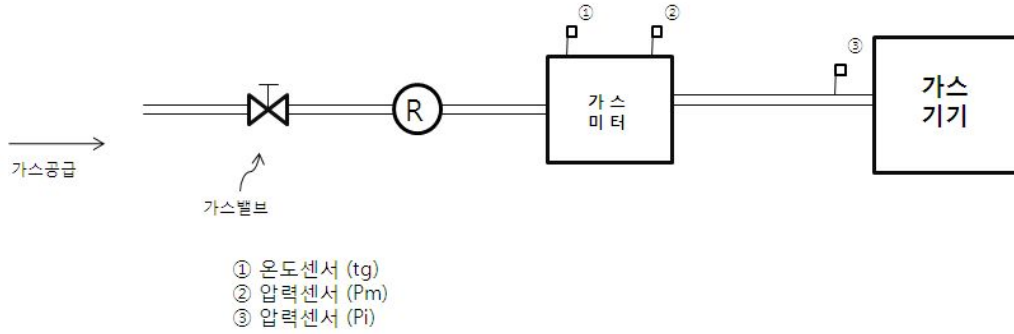 ① ②
③
가스
기기
가 스
미 터
R
가스공급
가스밸브
① 온도센서 (tg)
② 압력센서 (Pm)
③ 압력센서 (Pi)